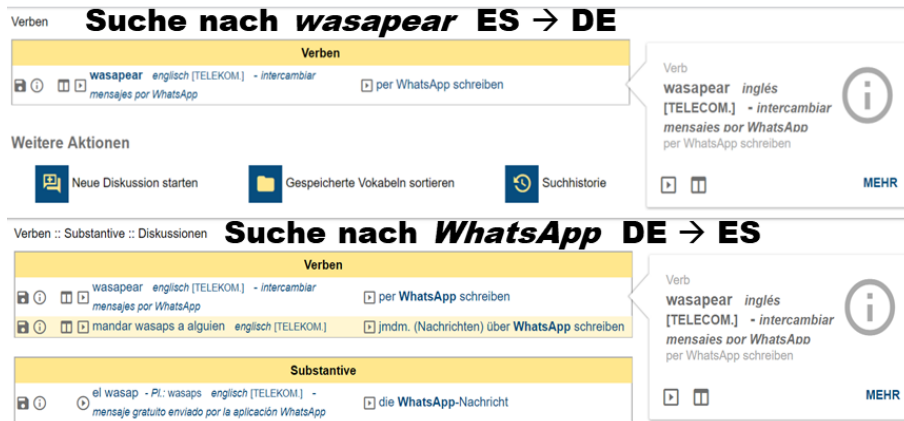 Verben
Suche nach wasapear ES → DE
Verben
wasapear englisch [TELEKOM.] - intercambiar
mensajes por WhatsApp
per WhatsApp schreiben
Verb
wasapear inglés
[TELECOM.] - intercambiar
mensajes por WhatsApp
per WhatsApp schreiben
MEHR
Weitere Aktionen
Neue Diskussion starten
Gespeicherte Vokabeln sortieren
Suchhistorie
Verben :: Substantive :: Diskussionen
Suche nach WhatsApp DE → ES
Verben
wasapear englisch [TELEKOM.] - intercambiar
mensajes por WhatsApp
per WhatsApp schreiben
mandar wasaps a alguien englisch [TELEKOM.]
jmdm. (Nachrichten) über WhatsApp schreiben
Substantive
el wasap - Pl.: wasaps englisch [TELEKOM.] -
mensaje gratuito enviado por la aplicación WhatsApp
die WhatsApp-Nachricht
Verb
wasapear inglés
[TELECOM.] - intercambiar
mensajes por WhatsApp
per WhatsApp schreiben
MEHR